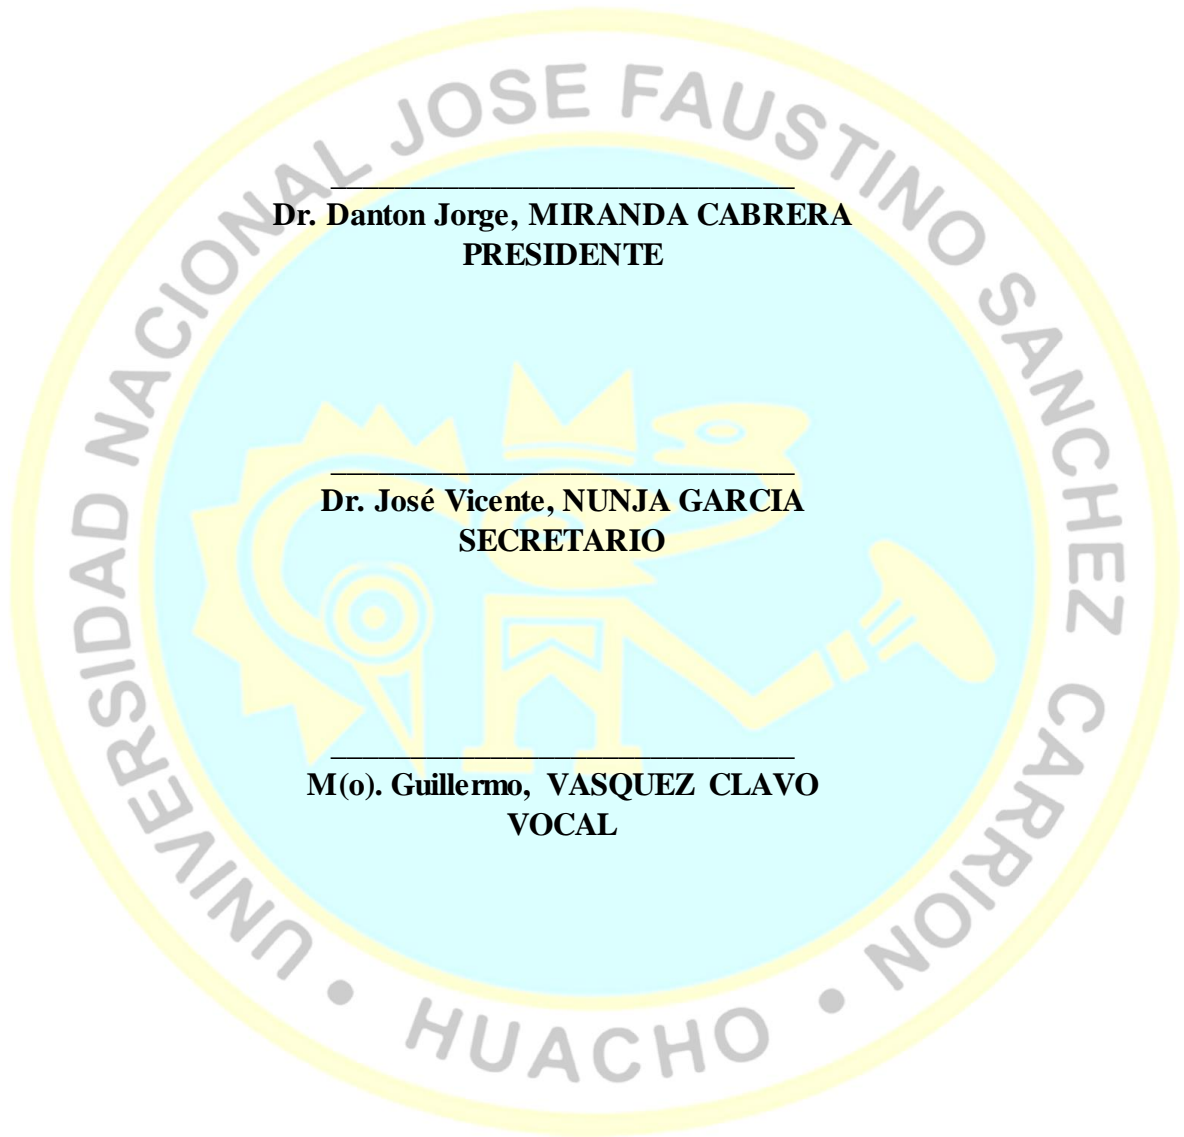 UNIVERSIDAD NACIONAL JOSE FAUSTINO SANCHEZ CARRION
• HUACHO •
Dr. Danton Jorge, MIRANDA CABRERA
PRESIDENTE
Dr. José Vicente, NUNJA GARCIA
SECRETARIO
M(o). Guillermo, VASQUEZ CLAVO
VOCAL